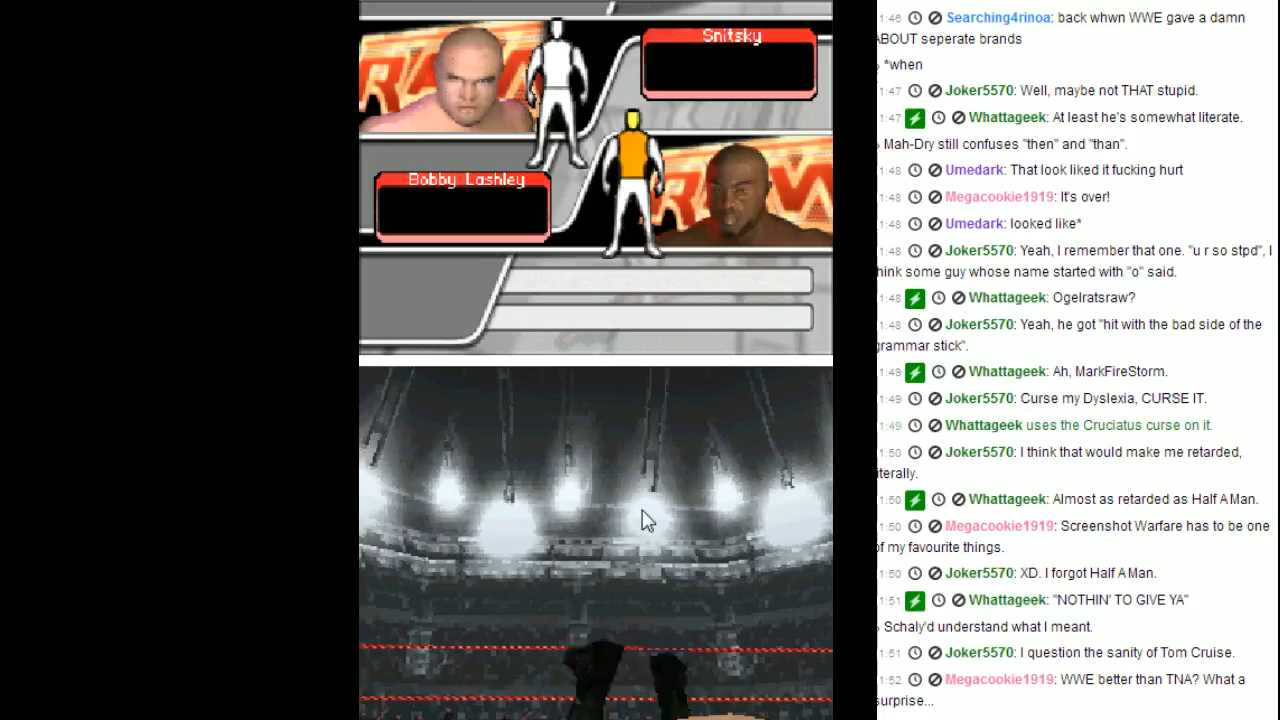 Snitsky
RAW
Bobby Lashley
RAW
1:46 Searching4rinoa: back whwn WWE gave a damn
ABOUT seperate brands
*when
1:47 Joker5570: Well, maybe not THAT stupid.
1:47 Whattageek: At least he's somewhat literate.
Mah-Dry still confuses "then" and "than".
1:48 Umedark: That look liked it fucking hurt
1:48 Megacookie1919: It's over!
1:48 Umedark: looked like*
1:48 Joker5570: Yeah, I remember that one. "u r so stpd", I
hink some guy whose name started with "o" said.
1:48 Whattageek: Ogelratsraw?
1:48 Joker5570: Yeah, he got "hit with the bad side of the
grammar stick".
1:49 Whattageek: Ah, MarkFireStorm.
1:49 Joker5570: Curse my Dyslexia, CURSE IT.
1:49 Whattageek uses the Cruciatus curse on it.
1:50 Joker5570: I think that would make me retarded,
iterally.
1:50 Whattageek: Almost as retarded as Half A Man.
1:50 Megacookie1919: Screenshot Warfare has to be one
of my favourite things.
1:50 Joker5570: XD. I forgot Half A Man.
1:51 Whattageek: "NOTHIN' TO GIVE YA"
Schaly'd understand what I meant.
1:51 Joker5570: I question the sanity of Tom Cruise.
1:52 Megacookie1919: WWE better than TNA? What a
surprise...